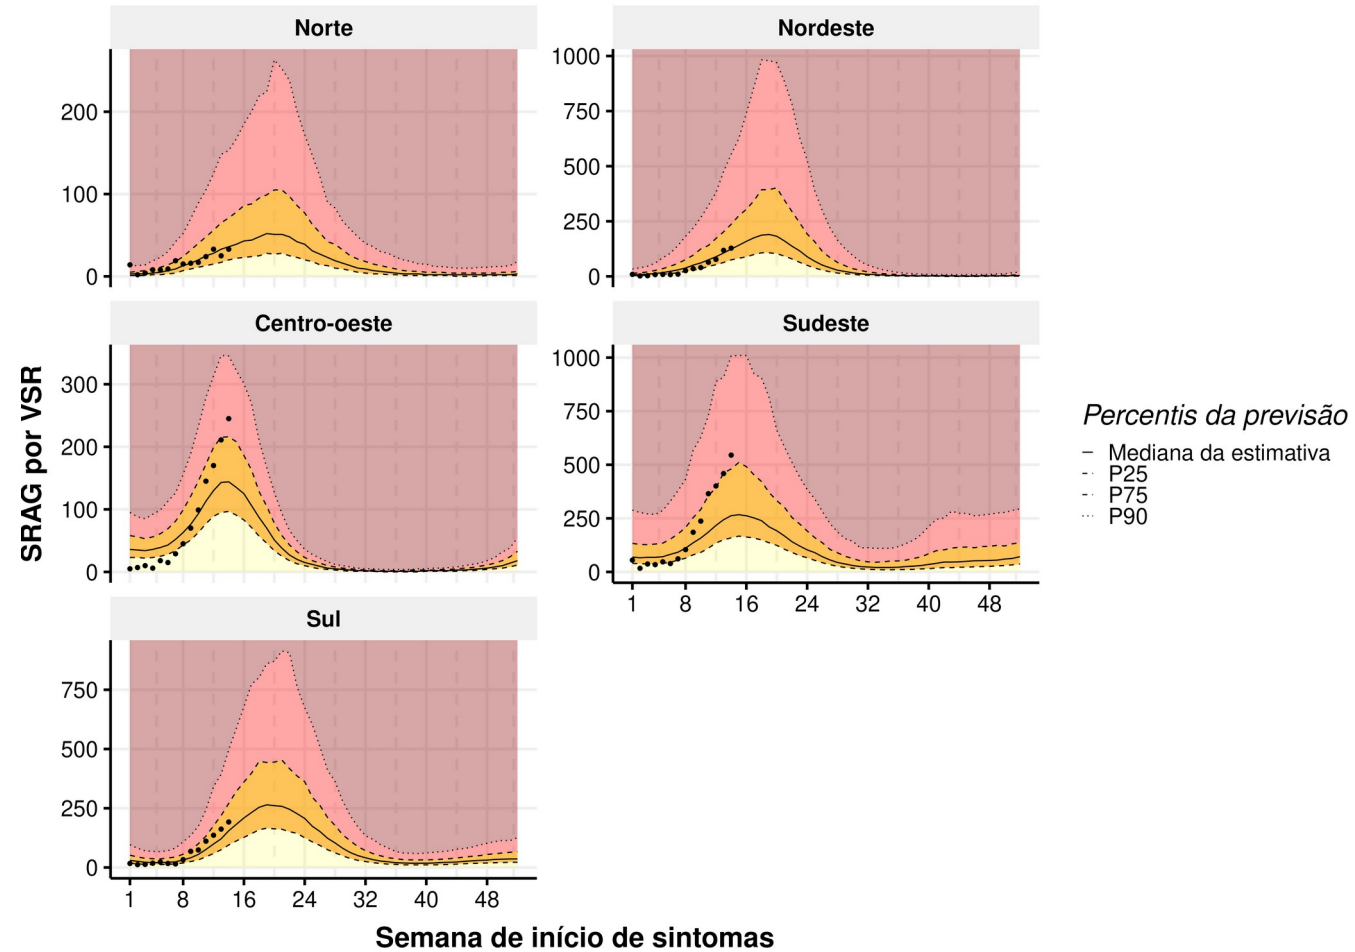 Norte
Nordeste
200
100
0
1000
750
500
250
0
Centro-oeste
Sudeste
300
200
100
0
1000
750
500
250
0
1 8 16 24 32 40 48
Sul
750
500
250
0
1 8 16 24 32 40 48
SRAG por VSR
Semana de início de sintomas
Percentis da previsão
Mediana da estimativa
P25
P75
P90